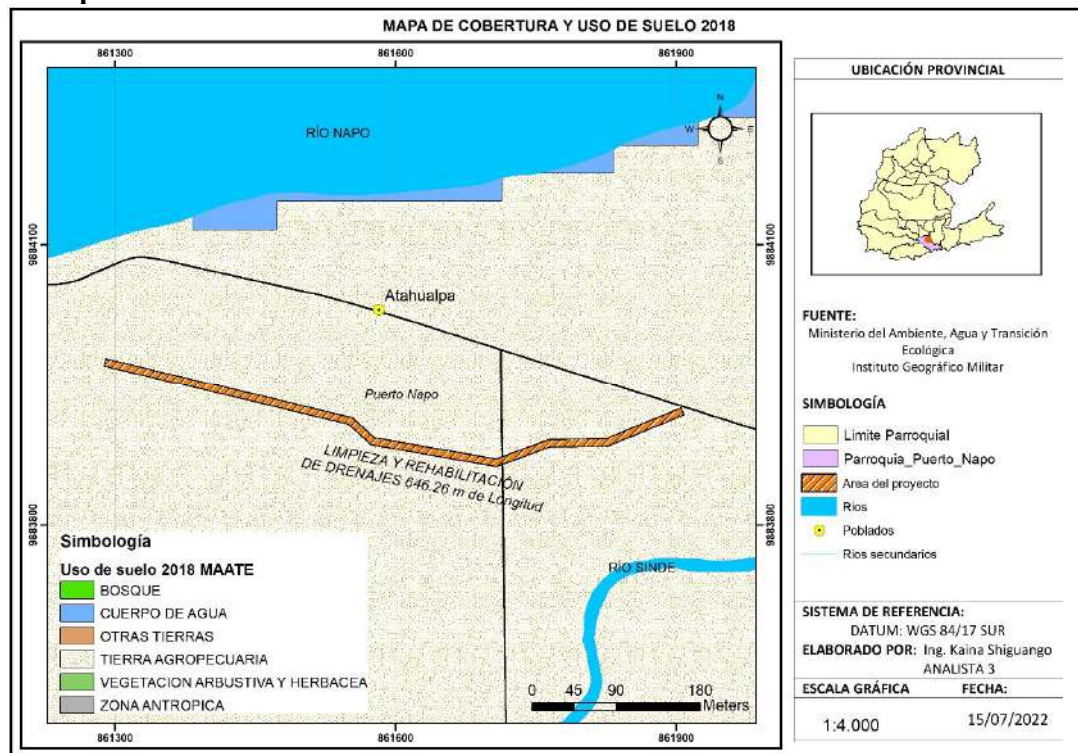 MAPA DE COBERTURA Y USO DE SUELO 2018
861300
861600
861900
RÍO NAPO
N
W
E
S
9884100
9884100
Atahualpa
Puerto Napo
LIMPIEZA Y REHABILITACIÓN
DE DRENAJES 646.26 m de Longitud
9883800
9883800
RÍO SINDE
Simbología
Uso de suelo 2018 MAATE
BOSQUE
CUERPO DE AGUA
OTRAS TIERRAS
TIERRA AGROPECUARIA
VEGETACION ARBUSTIVA Y HERBACEA
ZONA ANTROPICA
0 45 90 180
Meters
861300
861600
861900
UBICACIÓN PROVINCIAL
FUENTE:
Ministerio del Ambiente, Agua y Transición
Ecológica
Instituto Geográfico Militar
SIMBOLOGÍA
Limite Parroquial
Parroquia_Puerto_Napo
Area del proyecto
Rios
Poblados
Rios secundarios
SISTEMA DE REFERENCIA:
DATUM: WGS 84/17 SUR
ELABORADO POR: Ing. Kaina Shiguango
ANALISTA 3
ESCALA GRÁFICA FECHA:
1:4.000 15/07/2022